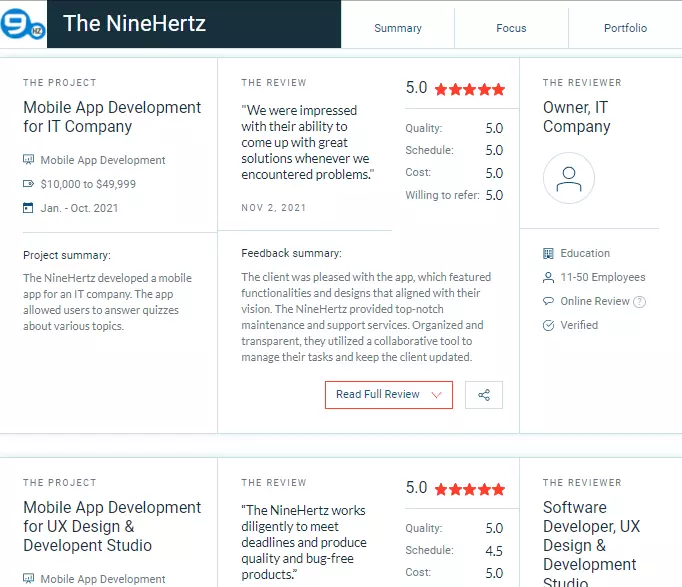 9 HZ
The NineHertz
Summary
Focus
Portfolio
THE PROJECT
Mobile App Development
for IT Company
Mobile App Development
$10,000 to $49,999
Jan. - Oct. 2021
Project summary:
The NineHertz developed a mobile
app for an IT company. The app
allowed users to answer quizzes
about various topics.
THE REVIEW
"We were impressed
with their ability to
come up with great
solutions whenever we
encountered problems."
NOV 2, 2021
5.0
Quality: 5.0
Schedule: 5.0
Cost: 5.0
Willing to refer: 5.0
Feedback summary:
The client was pleased with the app, which featured
functionalities and designs that aligned with their
vision. The NineHertz provided top-notch
maintenance and support services. Organized and
transparent, they utilized a collaborative tool to
manage their tasks and keep the client updated.
Read Full Review
THE REVIEWER
Owner, IT
Company
Education
11-50 Employees
Online Review ?
Verified
THE PROJECT
Mobile App Development
for UX Design &
Developent Studio
Mobile App Development
THE REVIEW
"The NineHertz works
diligently to meet
deadlines and produce
quality and bug-free
products."
5.0
Quality: 5.0
Schedule: 4.5
Cost: 5.0
THE REVIEWER
Software
Developer, UX
Design &
Development
Studio